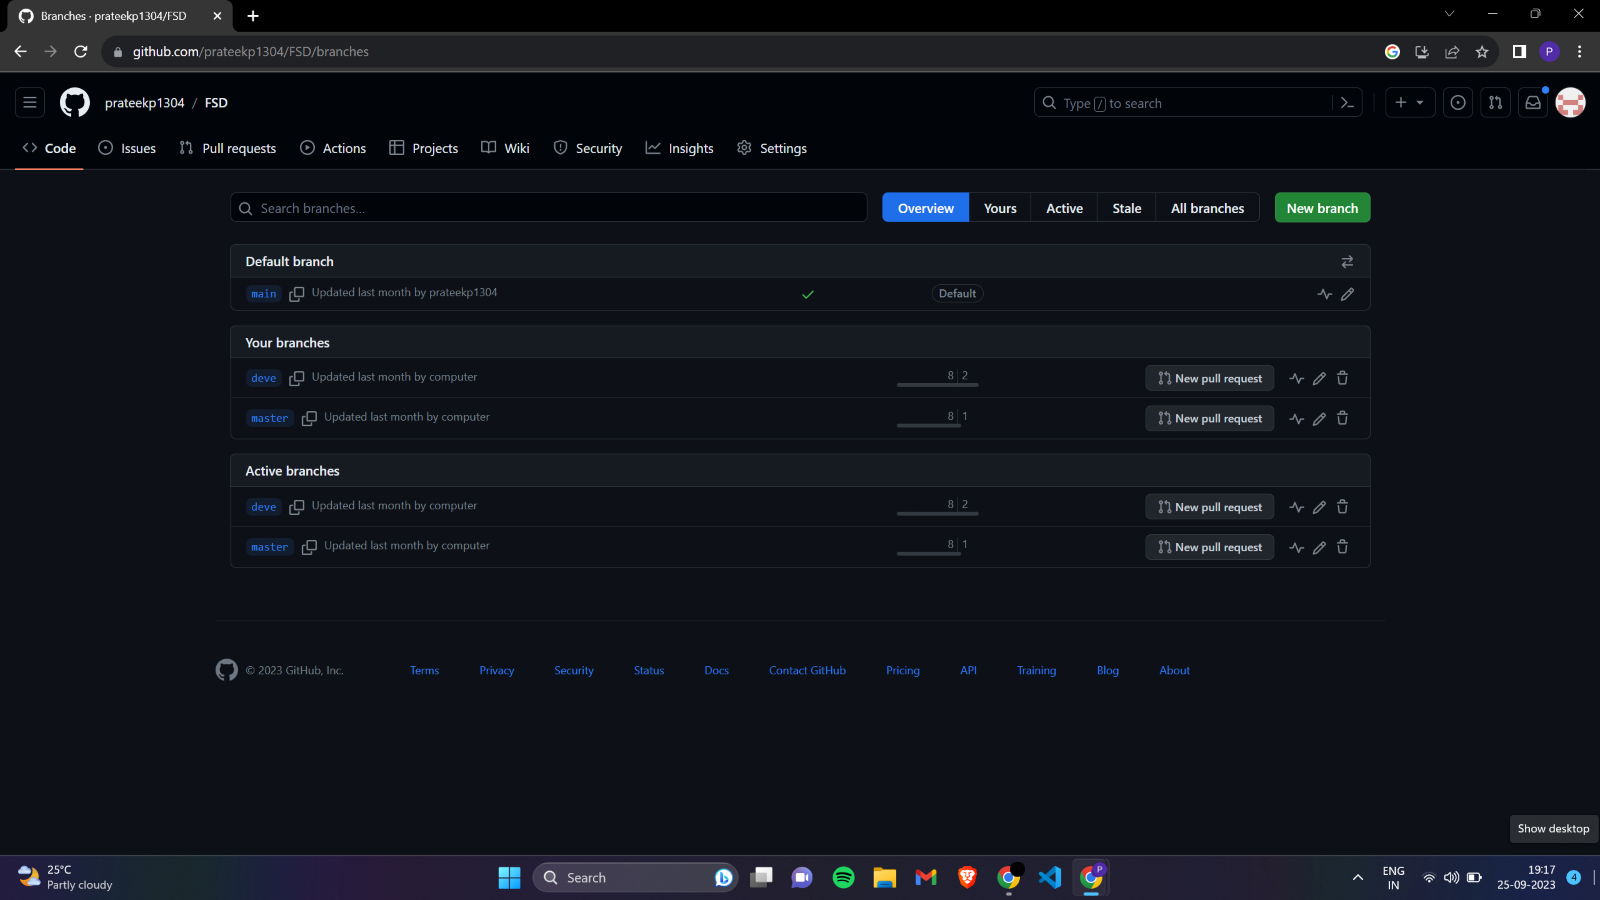 Branches · prateekp1304/FSD
github.com/prateekp1304/FSD/branches
P
prateekp1304 / FSD
Type / to search
Code Issues Pull requests Actions Projects Wiki Security Insights Settings
Search branches...
Overview Yours Active Stale All branches New branch
Default branch
main Updated last month by prateekp1304 Default
Your branches
deve Updated last month by computer 8 2 New pull request
master Updated last month by computer 8 1 New pull request
Active branches
deve Updated last month by computer 8 2 New pull request
master Updated last month by computer 8 1 New pull request
© 2023 GitHub, Inc. Terms Privacy Security Status Docs Contact GitHub Pricing API Training Blog About
Show desktop
25°C
Partly cloudy
Search
P
ENG
IN
19:17
25-09-2023
4